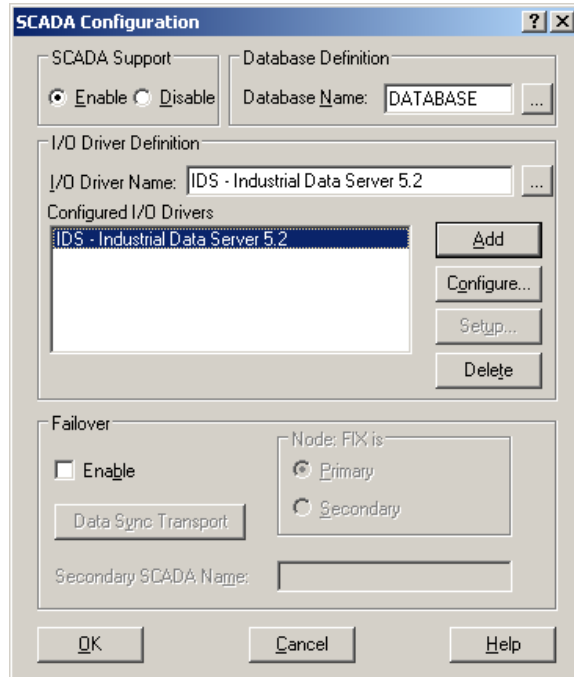 SCADA Configuration
SCADA Support
Enable Disable
Database Definition
Database Name: DATABASE ...
I/O Driver Definition
I/O Driver Name: IDS - Industrial Data Server 5.2 ...
Configured I/O Drivers
IDS - Industrial Data Server 5.2
Add
Configure...
Setup...
Delete
Failover
Enable
Data Sync Transport
Node: FIX is
Primary
Secondary
Secondary SCADA Name:
OK Cancel Help